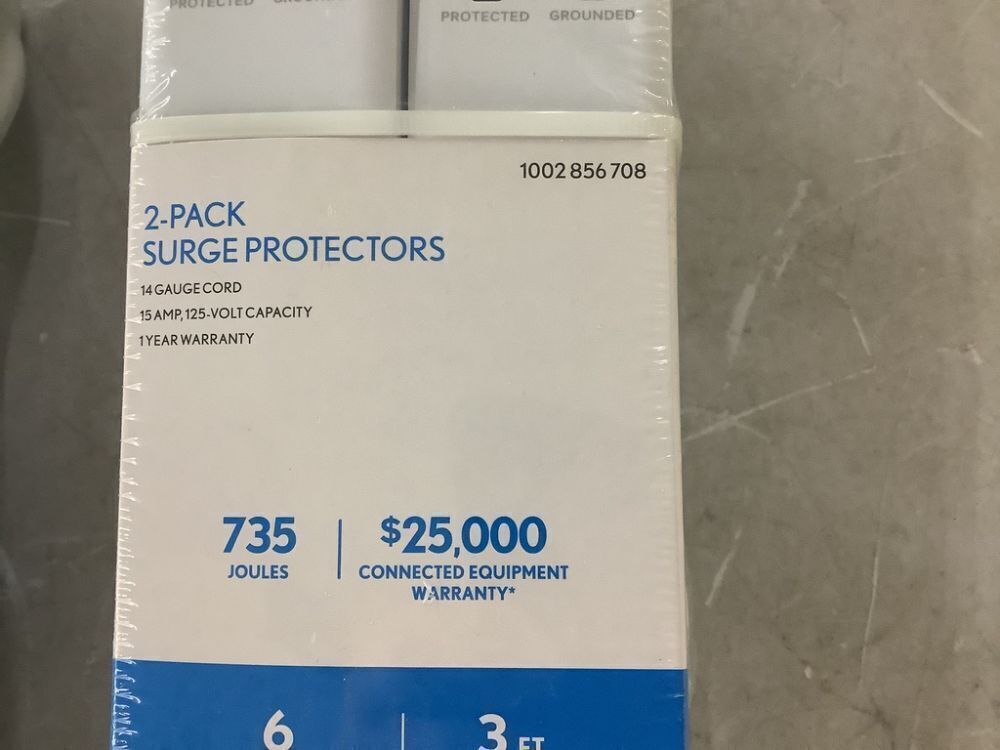 PROTECTED
PROTECTED GROUNDED
1002 856 708
2-PACK
SURGE PROTECTORS
14 GAUGE CORD
15 AMP, 125-VOLT CAPACITY
1 YEAR WARRANTY
735
JOULES
$25,000
CONNECTED EQUIPMENT
WARRANTY*
6
3 FT